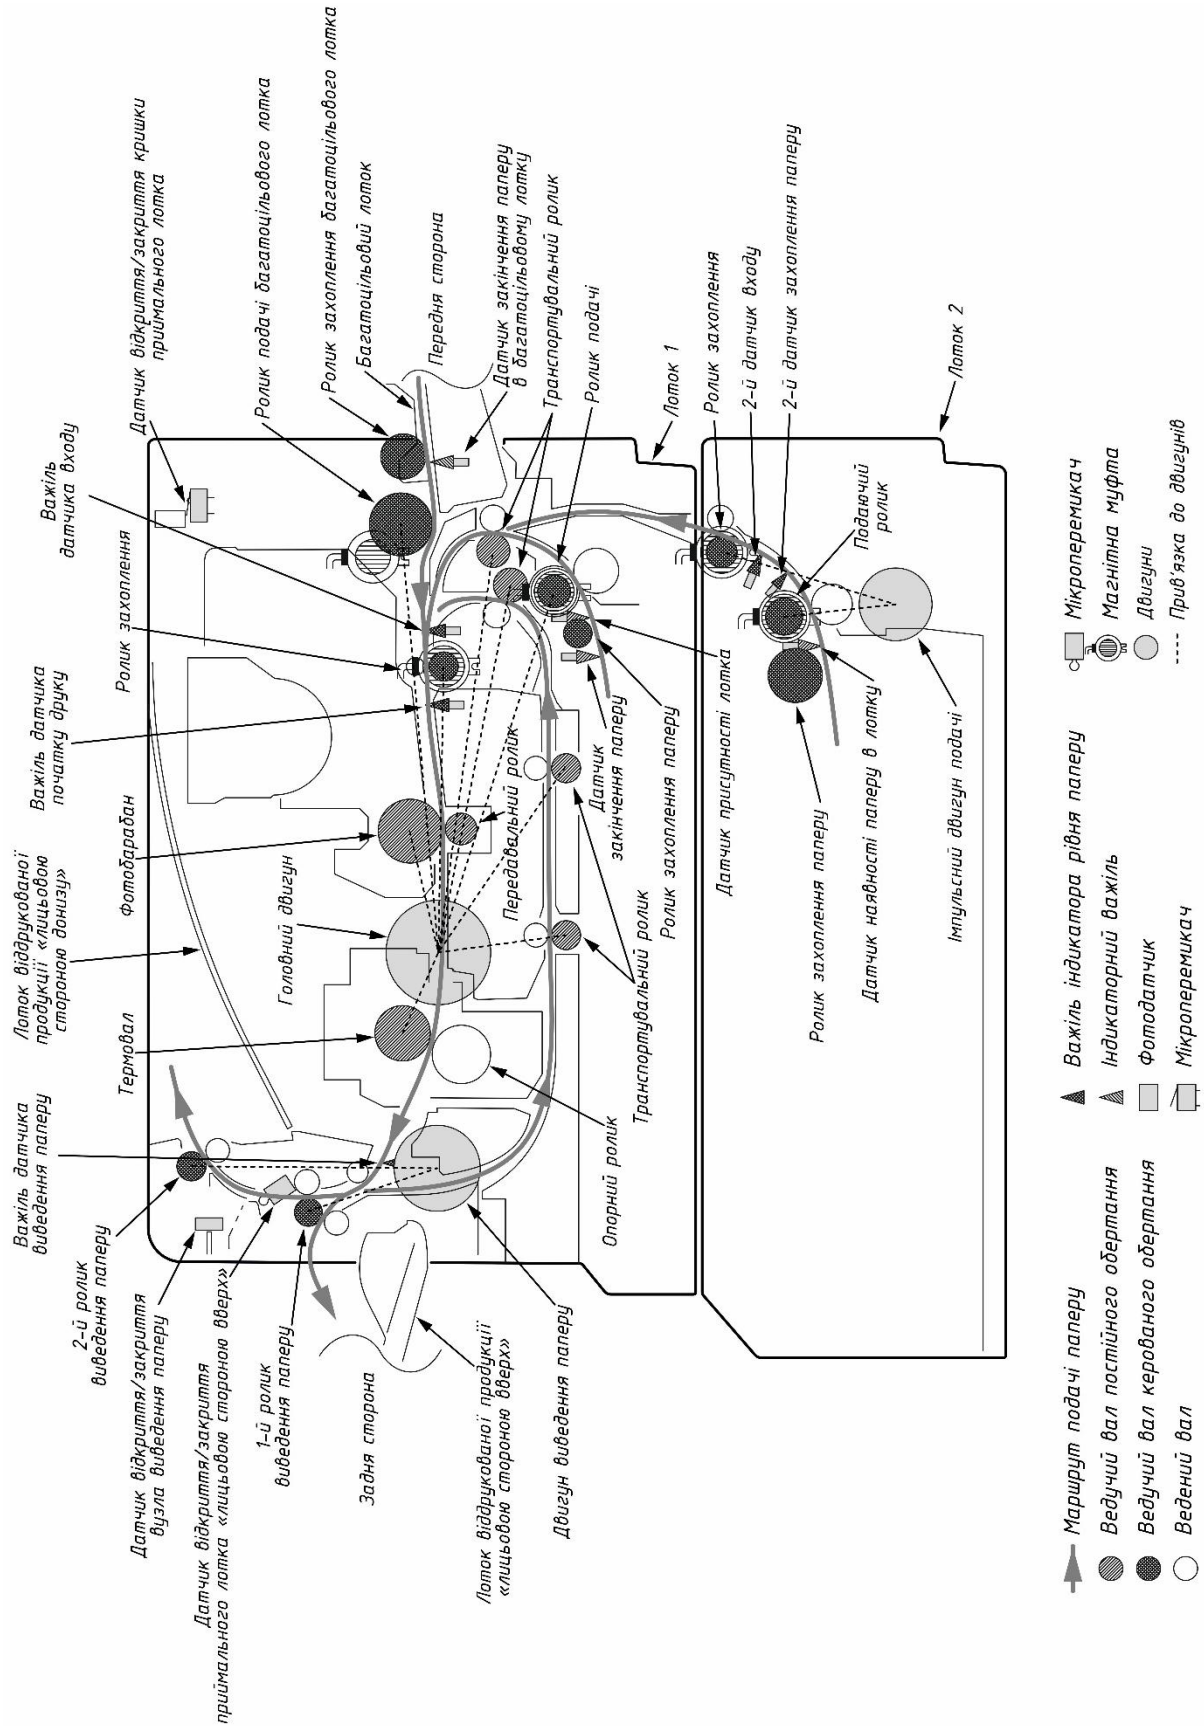 Датчик відкриття/закриття кришки
приймального лотка
Ролик подачі багатоцільового лотка
Ролик захоплення багатоцільового лотка
Багатоцільовий лоток
Передня сторона
Датчик закінчення паперу
в багатоцільовому лотку
Транспортувальний ролик
Ролик подачі
Лоток 1
Ролик захоплення
2-й датчик входу
2-й датчик захоплення паперу
Лоток 2
Важіль
датчика входу
Ролик захоплення
Важіль датчика
початку друку
Фотобарабан
Лоток віддрукованої
продукції «лицьовою
стороною донизу»
Термовал
Важіль датчика
виведення паперу
2-й ролик
виведення паперу
Датчик відкриття/закриття
вузла виведення паперу
Датчик відкриття/закриття
приймального лотка «лицьовою стороною вверх»
1-й ролик
виведення паперу
Задня сторона
Лоток віддрукованої продукції
«лицьовою стороною вверх»
Двигун виведення паперу
Опорний ролик
Головний двигун
Передавальний ролик
Транспортувальний ролик
Датчик
закінчення паперу
Ролик захоплення паперу
Датчик присутності лотка
Подаючий
ролик
Ролик захоплення паперу
Датчик наявності паперу в лотку
Імпульсний двигун подачі
Маршрут подачі паперу
Ведучий вал постійного обертання
Ведучий вал керованого обертання
Ведений вал
Важіль індикатора рівня паперу
Індикаторний важіль
Фотодатчик
Мікроперемикач
Мікроперемикач
Магнітна муфта
Двигуни
Прив'язка до двигунів